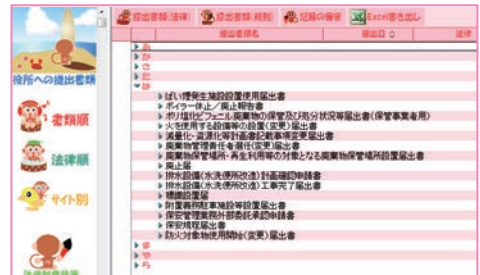 提出書類(法律)
提出書類(規制)
記録の保管
Excel書き出し
提出書類名
提出日
法律
役所への提出書類
書類順
法律順
サイト別
あ
か
さ
た
は
ばい煙発生施設設置使用届出書
ボイラー休止/廃止報告書
ポリ塩化ビフェニル廃棄物の保管及び処分状況等届出書(保管事業者用)
火を使用する設備等の設置(変更)届出書
減量化・資源化等計画書記載事項変更届出書
廃棄物管理責任者選任(変更)届出書
廃棄物保管場所・再生利用等の対象となる廃棄物保管場所設置届出書
廃止届
排水設備(水洗便所改造)計画確認申請書
排水設備(水洗便所改造)工事完了届出書
標識設置届
附置義務駐車施設等設置届出書
保安管理業務外部委託承認申請書
保安規程届出書
防火対象物使用開始(変更)届出書
ま
や
ら